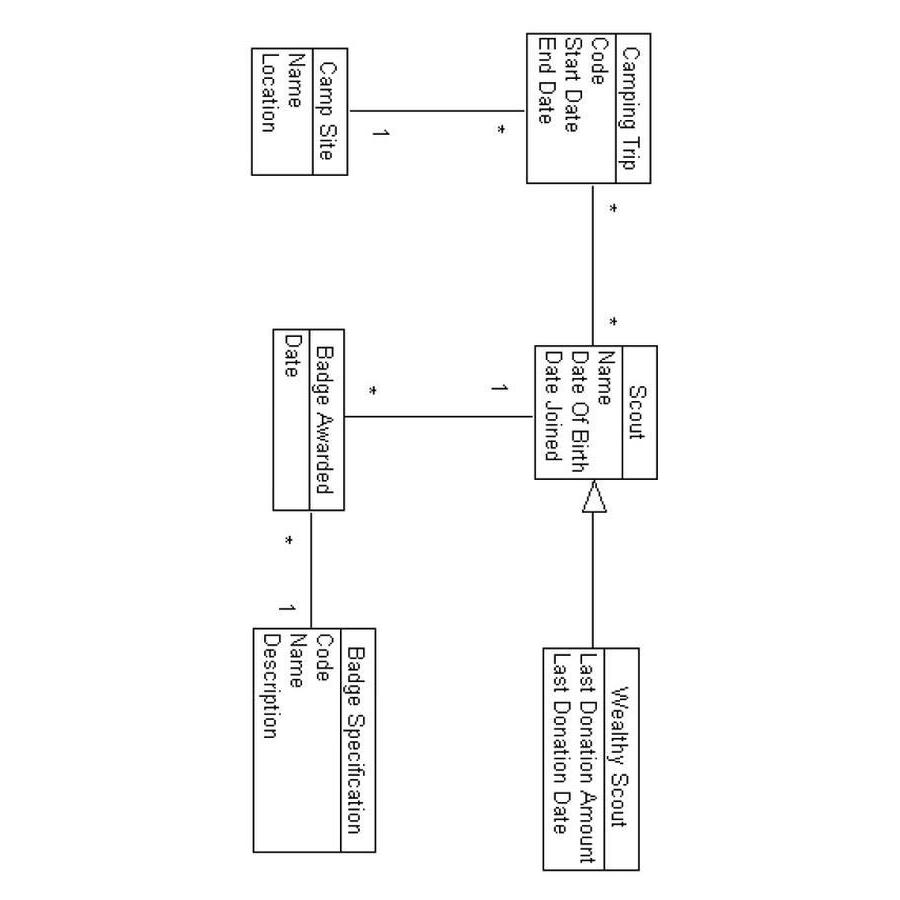 Camping Trip
Code
Start Date
End Date
*
*
Scout
Name
Date Of Birth
Date Joined
Wealthy Scout
Last Donation Amount
Last Donation Date
*
1
1
*
Camp Site
Name
Location
Badge Awarded
Date
*
1
Badge Specification
Code
Name
Description